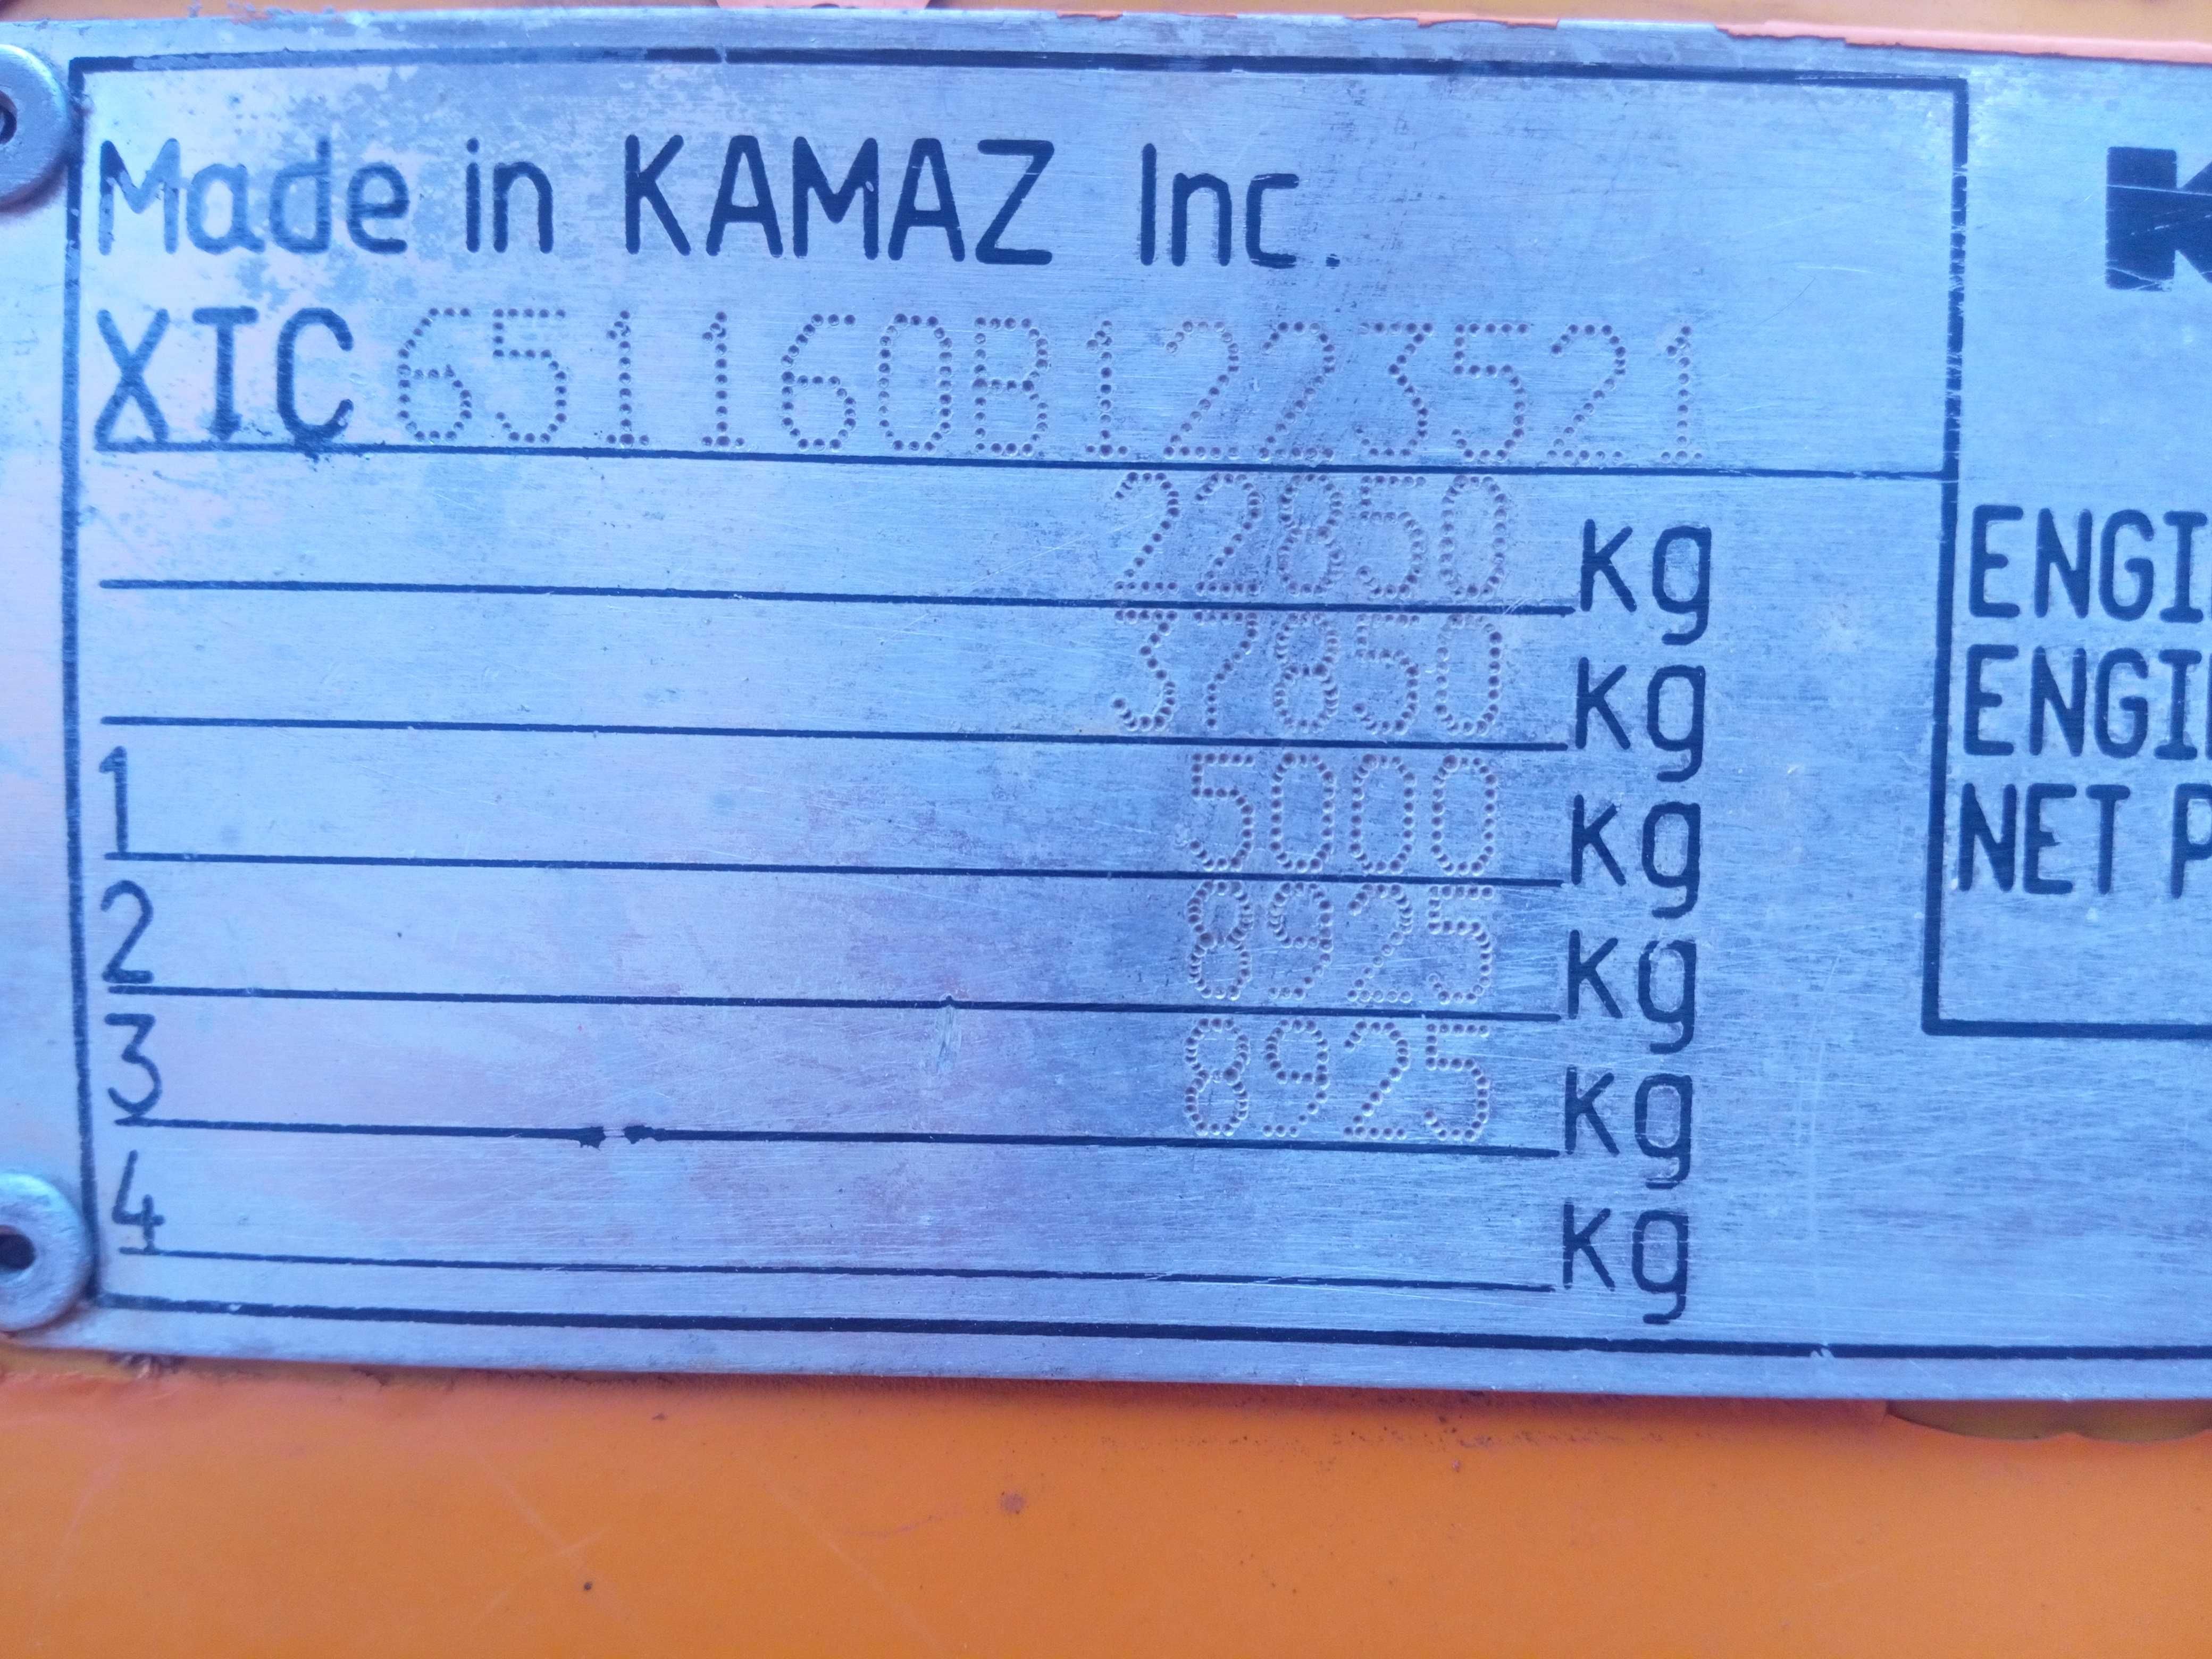 Made in KAMAZ Inc.
XTC 651160B1223521
22850 kg
37850 kg
1 5000 kg
2 8925 kg
3 8925 kg
4 kg
K
ENGI
ENGI
NET P